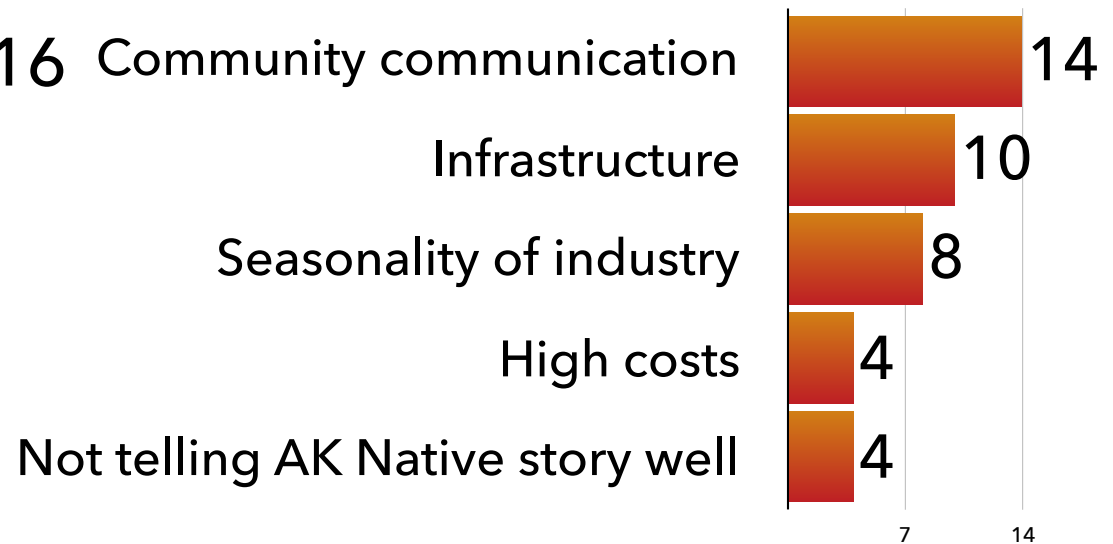 16 Community communication 14
Infrastructure 10
Seasonality of industry 8
High costs 4
Not telling AK Native story well 4
7 14